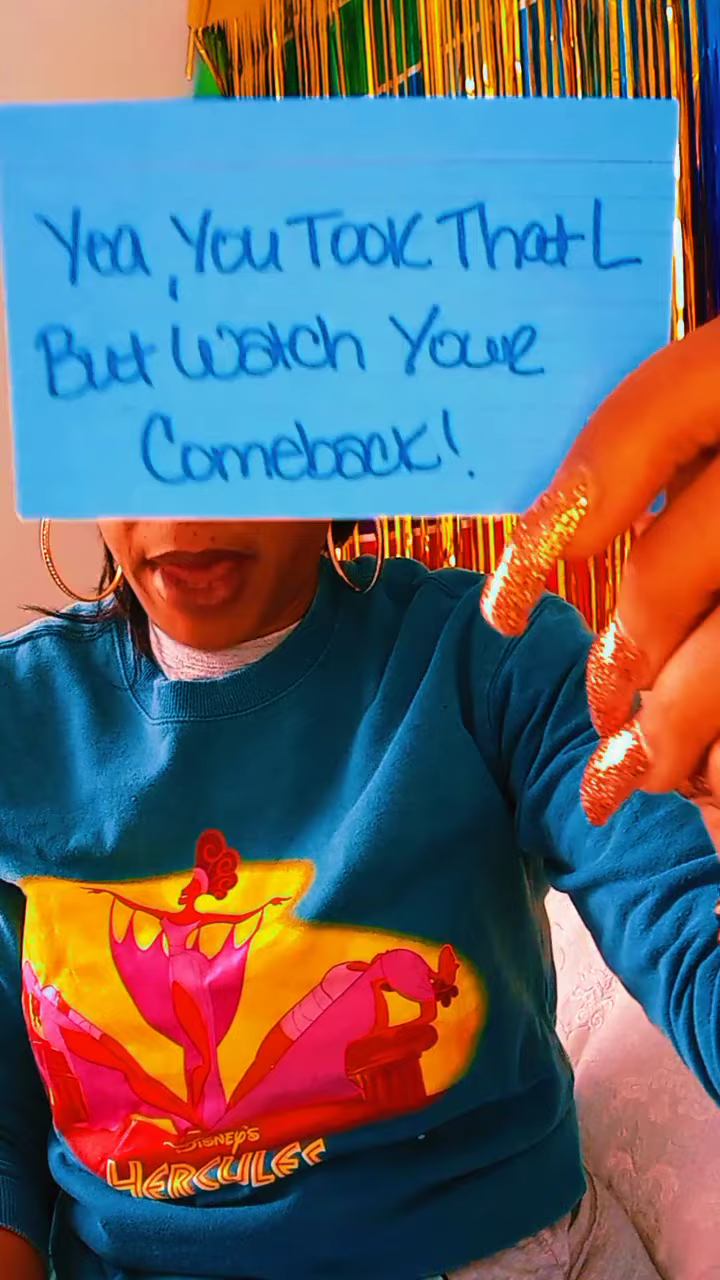 Yea, You Took That L
But Watch Your
Comeback!
DISNEY'S
HERCULES